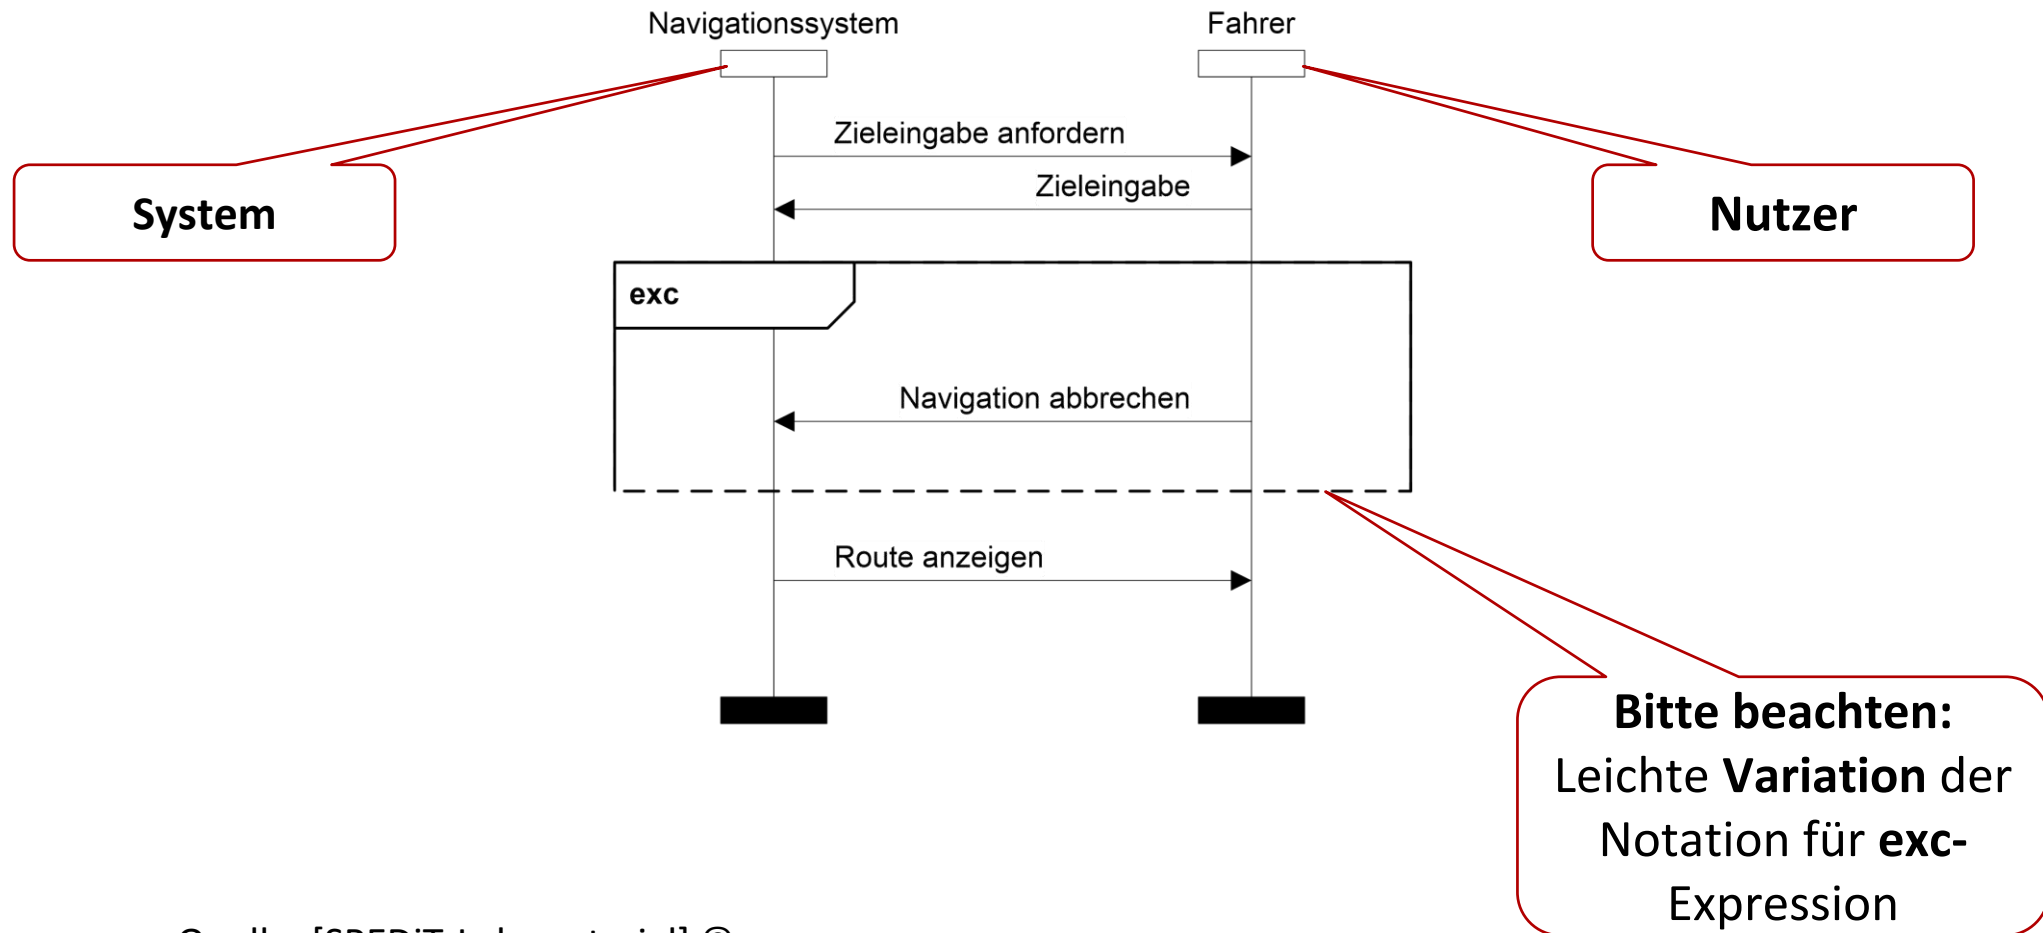 Navigationssystem
Fahrer
Zieleingabe anfordern
System
Zieleingabe
Nutzer
exc
Navigation abbrechen
Route anzeigen
Bitte beachten:
Leichte Variation der
Notation für exc-
Expression